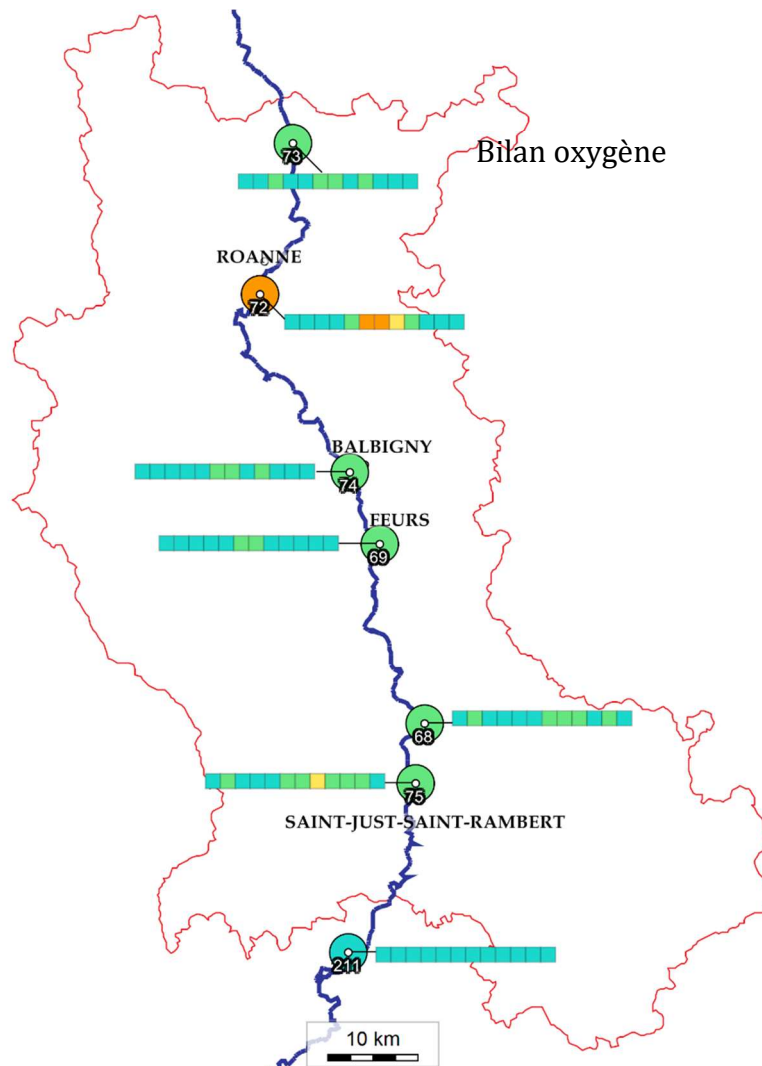 73
Bilan oxygène
ROANNE
72
BALBIGNY
74
FEURS
69
68
75
SAINT-JUST-SAINT-RAMBERT
211
10 km